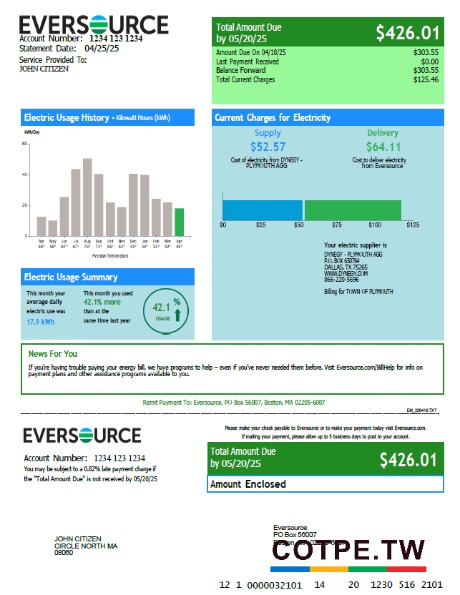 EVERSOURCE
Account Number: 1234 123 1234
Statement Date: 04/25/25
Service Provided To:
JOHN CITIZEN
Total Amount Due
by 05/20/25
$426.01
Amount Due On 04/18/25 $303.55
Last Payment Received $0.00
Balance Forward $303.55
Total Current Charges $125.46
Electric Usage History - Kilowatt Hours (kWh)
kWh/Day
Apr May Jun Jul Aug Sep Oct Nov Dec Jan Feb Mar Apr
Average Temperature
Electric Usage Summary
This month your
average daily
electric use was
17.9 kWh
This month you used
42.1% more
than at the
same time last year
42.1 %
USAGE
Current Charges for Electricity
Supply
$52.57
Cost of electricity from DYNEGY -
PLYMOUTH AGG
Delivery
$64.11
Cost to deliver electricity
from Eversource
$0 $25 $50 $75 $100 $125
Your electric supplier is
DYNEGY - PLYMOUTH AGG
P.O. BOX 650764
DALLAS, TX 75265
WWW.DYNEGY.COM
866-220-5696
Billing for TOWN OF PLYMOUTH
News For You
If you're having trouble paying your energy bill, we have programs to help – even if you've never needed them before. Visit Eversource.com/BillHelp for info on
payment plans and other assistance programs available to you.
Remit Payment To: Eversource, PO Box 56007, Boston, MA 02205-6007
EVERSOURCE
Please make your check payable to Eversource or to make your payment today visit Eversource.com.
If mailing your payment, please allow up to 5 business days to post to your account.
Account Number: 1234 123 1234
You may be subject to a 0.82% late payment charge if
the "Total Amount Due" is not received by 05/20/25
Total Amount Due
by 05/20/25
$426.01
Amount Enclosed
JOHN CITIZEN
CIRCLE NORTH MA
08060
Eversource
PO Box 56007
COTPE.TW
12 1 0000032101 14 20 1230 516 2101